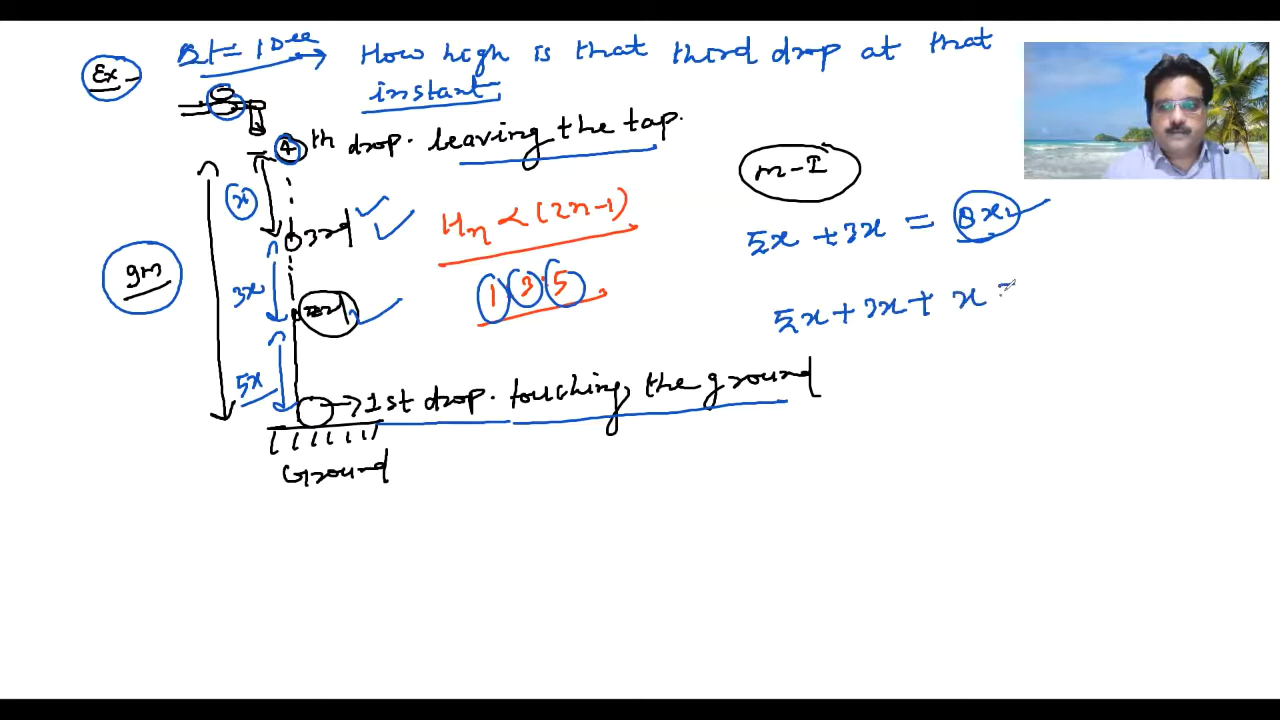 Ex
Δt = 1 sec → How high is that third drop at that
instant
4th drop. leaving the tap.
m-I
x
3rd
Hn ∝ (2n-1)
5x + 3x = 8x
9m
3x
2nd
1 3 5
5x + 3x + x =
5x
1st drop. touching the ground
Ground